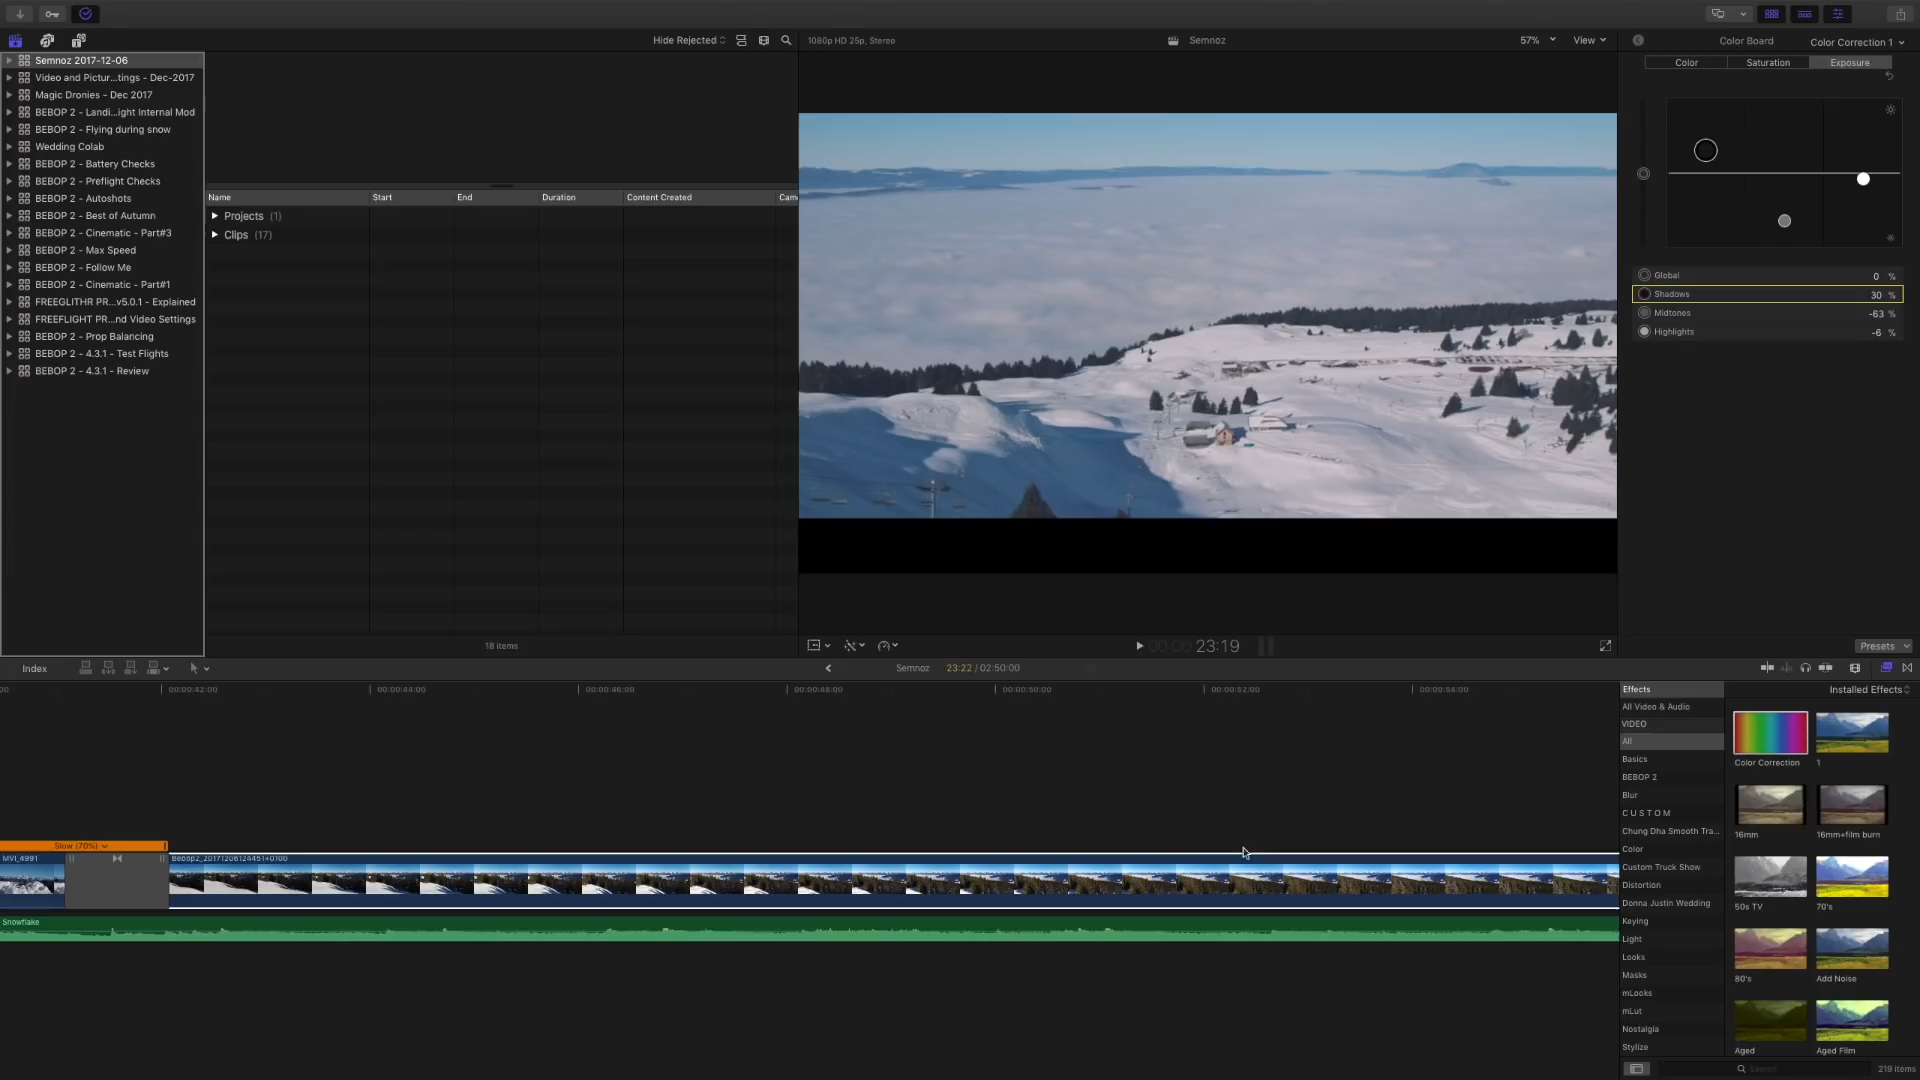 Hide Rejected
1080p HD 25p, Stereo
Semnoz
57%
View
Color Board
Color Correction 1
Color
Saturation
Exposure
Semnoz 2017-12-06
Video and Pictur...tings - Dec-2017
Magic Dronies - Dec 2017
BEBOP 2 - Landi...ight Internal Mod
BEBOP 2 - Flying during snow
Wedding Colab
BEBOP 2 - Battery Checks
BEBOP 2 - Preflight Checks
BEBOP 2 - Autoshots
BEBOP 2 - Best of Autumn
BEBOP 2 - Cinematic - Part#3
BEBOP 2 - Max Speed
BEBOP 2 - Follow Me
BEBOP 2 - Cinematic - Part#1
FREEGLITHR PR...v5.0.1 - Explained
FREEFLIGHT PR...nd Video Settings
BEBOP 2 - Prop Balancing
BEBOP 2 - 4.3.1 - Test Flights
BEBOP 2 - 4.3.1 - Review
Name Start End Duration Content Created Came
Projects (1)
Clips (17)
18 items
Global 0 %
Shadows 30 %
Midtones -63 %
Highlights -6 %
00:00:23:19
Presets
Index
Semnoz 23:22 / 02:50:00
00:00:42:00 00:00:44:00 00:00:46:00 00:00:48:00 00:00:50:00 00:00:52:00 00:00:54:00
Slow (70%)
MVI_4991
Bebop2_20171206124451+0100
Snowflake
Effects
Installed Effects
All Video & Audio
VIDEO
All
Basics
BEBOP 2
Blur
C U S T O M
Chung Dha Smooth Tra...
Color
Custom Truck Show
Distortion
Donna Justin Wedding
Keying
Light
Looks
Masks
mLooks
mLut
Nostalgia
Stylize
Color Correction
1
16mm
16mm+film burn
50s TV
70's
80's
Add Noise
Aged
Aged Film
Search
219 items